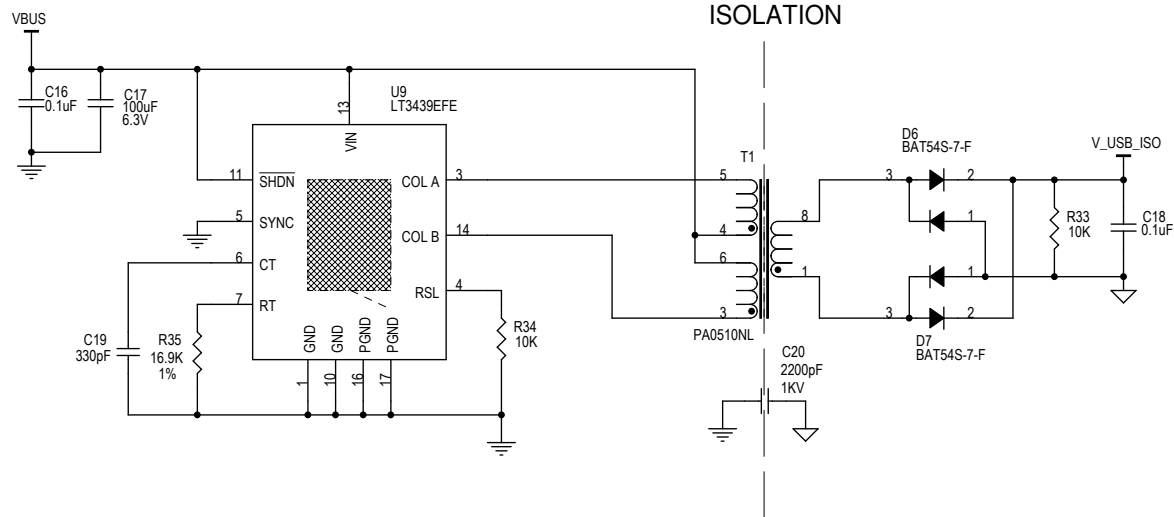 ISOLATION
VBUS
C16
0.1uF
C17
100uF
6.3V
U9
LT3439EFE
13
VIN
11
SHDN
5
SYNC
6
CT
7
RT
COL A
3
COL B
14
RSL
4
GND
GND
PGND
PGND
1
10
16
17
C19
330pF
R35
16.9K
1%
R34
10K
T1
5
4
6
3
8
1
PA0510NL
C20
2200pF
1KV
D6
BAT54S-7-F
3
2
1
1
3
2
D7
BAT54S-7-F
V_USB_ISO
R33
10K
C18
0.1uF